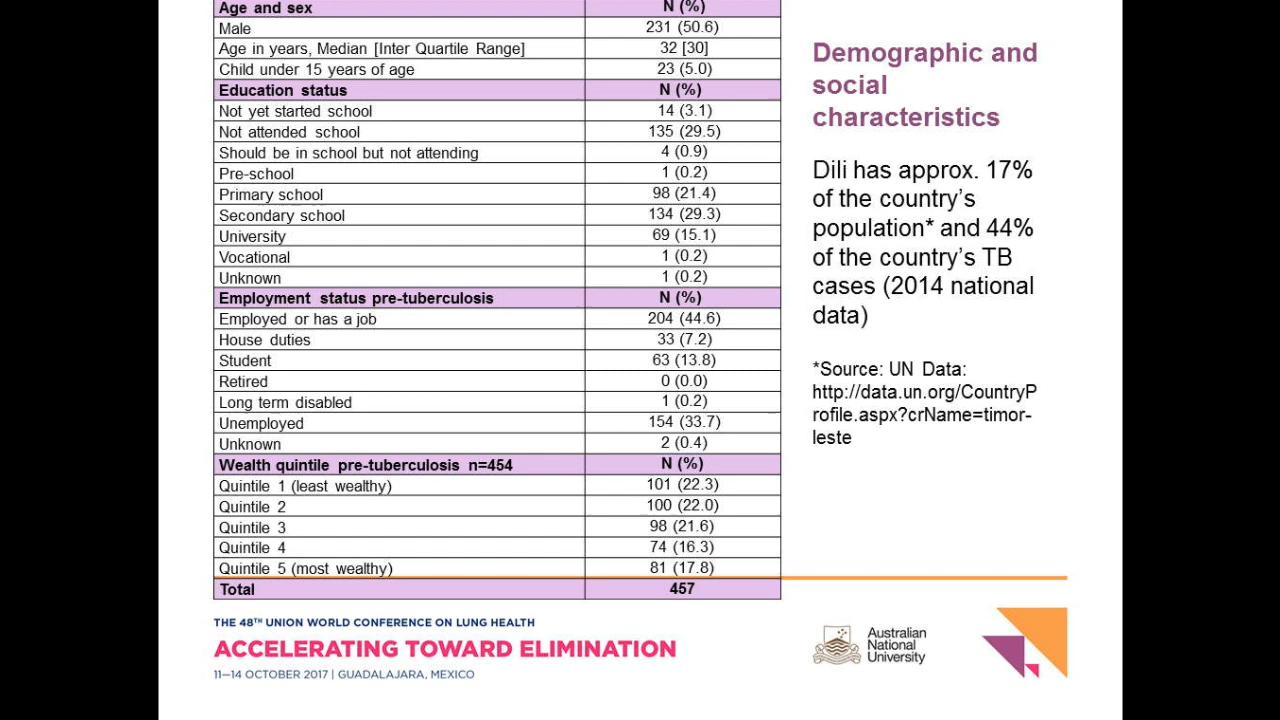 Age and sex N (%)
Male 231 (50.6)
Age in years, Median [Inter Quartile Range] 32 [30]
Child under 15 years of age 23 (5.0)
Education status N (%)
Not yet started school 14 (3.1)
Not attended school 135 (29.5)
Should be in school but not attending 4 (0.9)
Pre-school 1 (0.2)
Primary school 98 (21.4)
Secondary school 134 (29.3)
University 69 (15.1)
Vocational 1 (0.2)
Unknown 1 (0.2)
Employment status pre-tuberculosis N (%)
Employed or has a job 204 (44.6)
House duties 33 (7.2)
Student 63 (13.8)
Retired 0 (0.0)
Long term disabled 1 (0.2)
Unemployed 154 (33.7)
Unknown 2 (0.4)
Wealth quintile pre-tuberculosis n=454 N (%)
Quintile 1 (least wealthy) 101 (22.3)
Quintile 2 100 (22.0)
Quintile 3 98 (21.6)
Quintile 4 74 (16.3)
Quintile 5 (most wealthy) 81 (17.8)
Total 457
Demographic and
social
characteristics
Dili has approx. 17%
of the country's
population* and 44%
of the country's TB
cases (2014 national
data)
*Source: UN Data:
http://data.un.org/CountryP
rofile.aspx?crName=timor-
leste
THE 48TH UNION WORLD CONFERENCE ON LUNG HEALTH
ACCELERATING TOWARD ELIMINATION
11–14 OCTOBER 2017 | GUADALAJARA, MEXICO
Australian
National
University